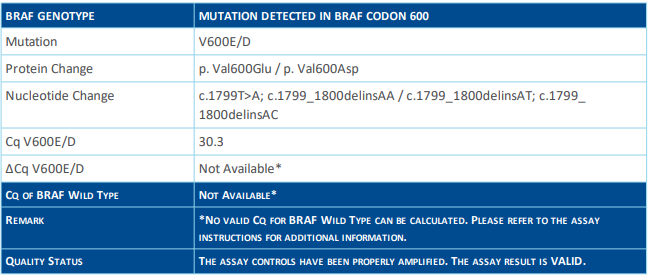 BRAF GENOTYPE MUTATION DETECTED IN BRAF CODON 600
Mutation V600E/D
Protein Change p. Val600Glu / p. Val600Asp
Nucleotide Change c.1799T>A; c.1799_1800delinsAA / c.1799_1800delinsAT; c.1799_
1800delinsAC
Cq V600E/D 30.3
ΔCq V600E/D Not Available*
CQ OF BRAF WILD TYPE NOT AVAILABLE*
REMARK *NO VALID CQ FOR BRAF WILD TYPE CAN BE CALCULATED. PLEASE REFER TO THE ASSAY
INSTRUCTIONS FOR ADDITIONAL INFORMATION.
QUALITY STATUS THE ASSAY CONTROLS HAVE BEEN PROPERLY AMPLIFIED. THE ASSAY RESULT IS VALID.